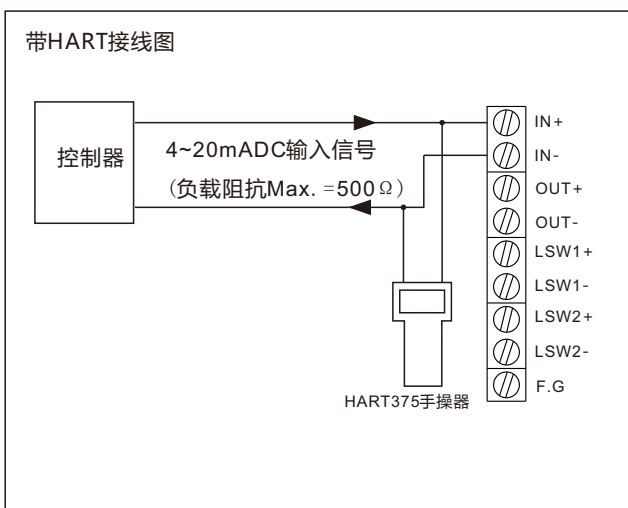 带HART接线图
控制器
4~20mADC输入信号
(负载阻抗Max. =500Ω)
IN+
IN-
OUT+
OUT-
LSW1+
LSW1-
LSW2+
LSW2-
F.G
HART375手操器